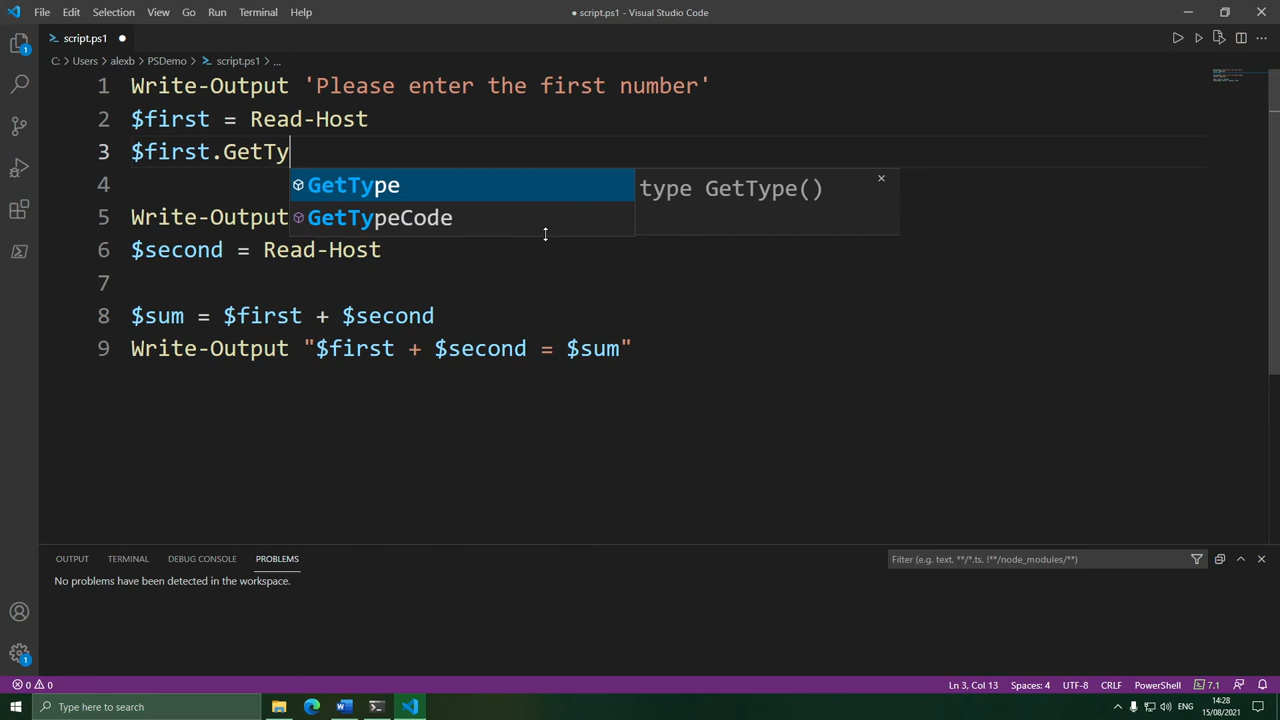 File Edit Selection View Go Run Terminal Help
● script.ps1 - Visual Studio Code
script.ps1
C: > Users > alexb > PSDemo > script.ps1 > ...
1 Write-Output 'Please enter the first number'
2 $first = Read-Host
3 $first.GetTy
GetType
type GetType()
4
GetTypeCode
5 Write-Output
6 $second = Read-Host
7
8 $sum = $first + $second
9 Write-Output "$first + $second = $sum"
OUTPUT TERMINAL DEBUG CONSOLE PROBLEMS
Filter (e.g. text, **/*.ts, !**/node_modules/**)
No problems have been detected in the workspace.
1
1
0 0
Ln 3, Col 13 Spaces: 4 UTF-8 CRLF PowerShell 7.1
Type here to search
ENG
14:28
15/08/2021